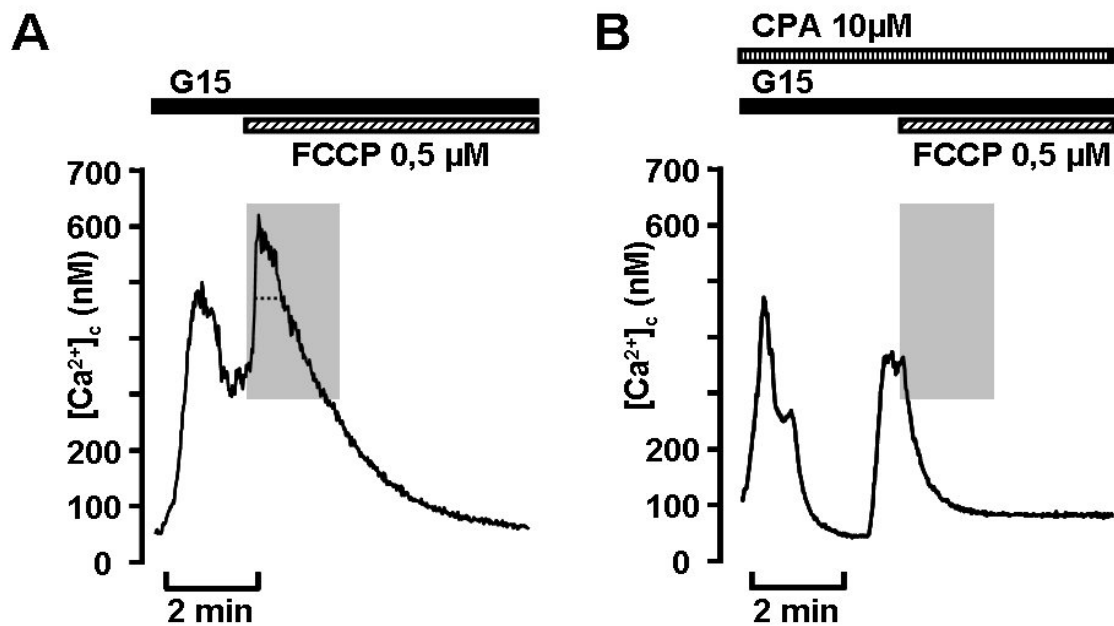 A
G15
FCCP 0,5 µM
700
600
[Ca²⁺]c (nM)
200
100
0
2 min
B
CPA 10µM
G15
FCCP 0,5 µM
700
600
[Ca²⁺]c (nM)
200
100
0
2 min